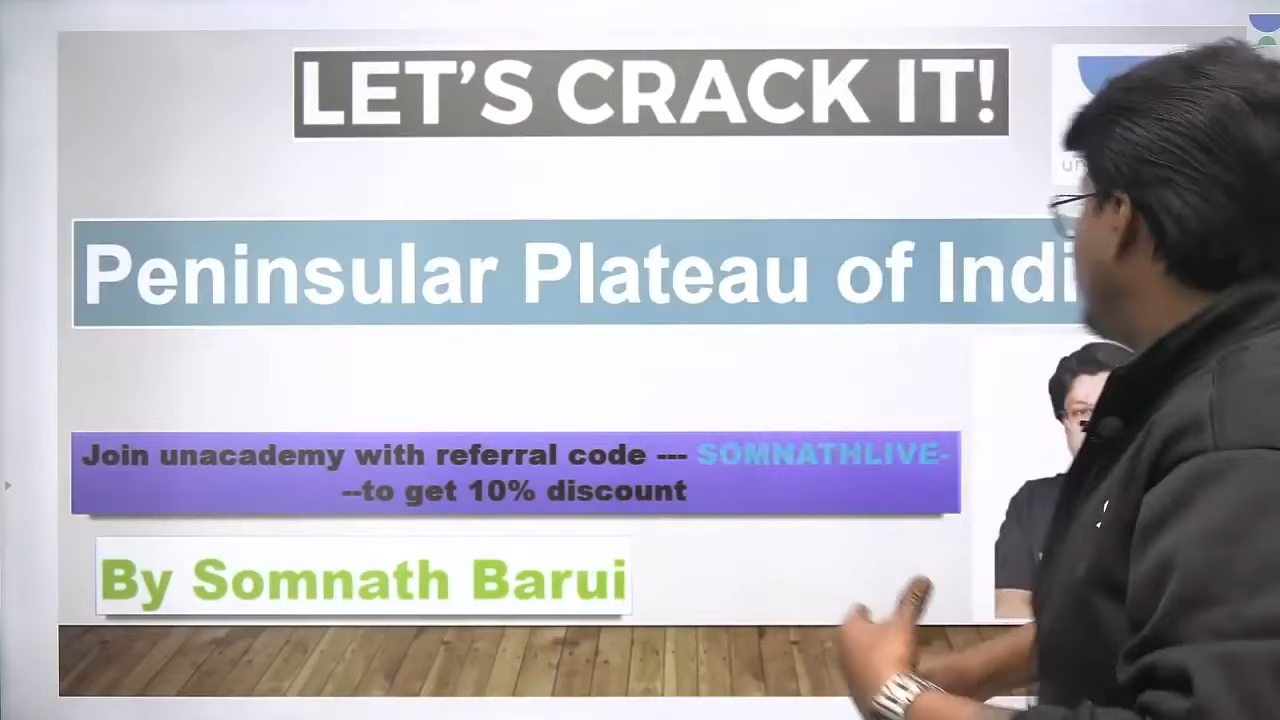 LET'S CRACK IT!
Peninsular Plateau of Indi
Join unacademy with referral code --- SOMNATHLIVE-
--to get 10% discount
By Somnath Barui